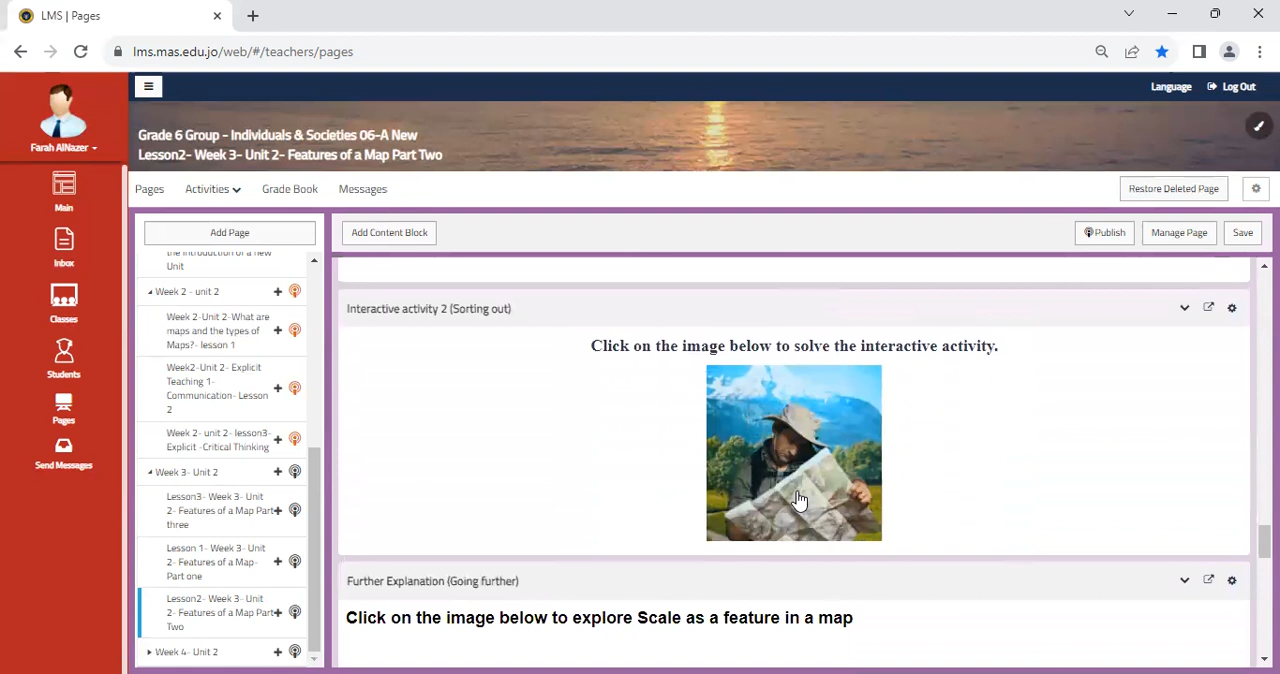 LMS | Pages
lms.mas.edu.jo/web/#/teachers/pages
Language
Log Out
Farah AlNazer
Grade 6 Group - Individuals & Societies 06-A New
Lesson2- Week 3- Unit 2- Features of a Map Part Two
Pages
Activities
Grade Book
Messages
Restore Deleted Page
Main
Inbox
Classes
Students
Pages
Send Messages
Add Page
the introduction of a new
Unit
Week 2 - unit 2
Week 2-Unit 2-What are
maps and the types of
Maps?- lesson 1
Week2-Unit 2- Explicit
Teaching 1-
Communication- Lesson
2
Week 2- unit 2- lesson3-
Explicit -Critical Thinking
Week 3- Unit 2
Lesson3- Week 3- Unit
2- Features of a Map Part
three
Lesson 1- Week 3- Unit
2- Features of a Map-
Part one
Lesson2- Week 3- Unit
2- Features of a Map Part
Two
Week 4- Unit 2
Add Content Block
Publish
Manage Page
Save
Interactive activity 2 (Sorting out)
Click on the image below to solve the interactive activity.
Further Explanation (Going further)
Click on the image below to explore Scale as a feature in a map